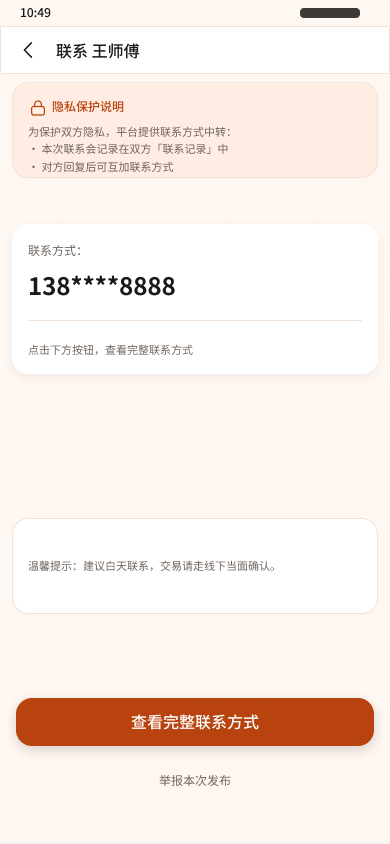 10:49
联系 王师傅
隐私保护说明
为保护双方隐私，平台提供联系方式中转：
· 本次联系会记录在双方「联系记录」中
· 对方回复后可互加联系方式
联系方式：
138****8888
点击下方按钮，查看完整联系方式
温馨提示：建议白天联系，交易请走线下当面确认。
查看完整联系方式
举报本次发布